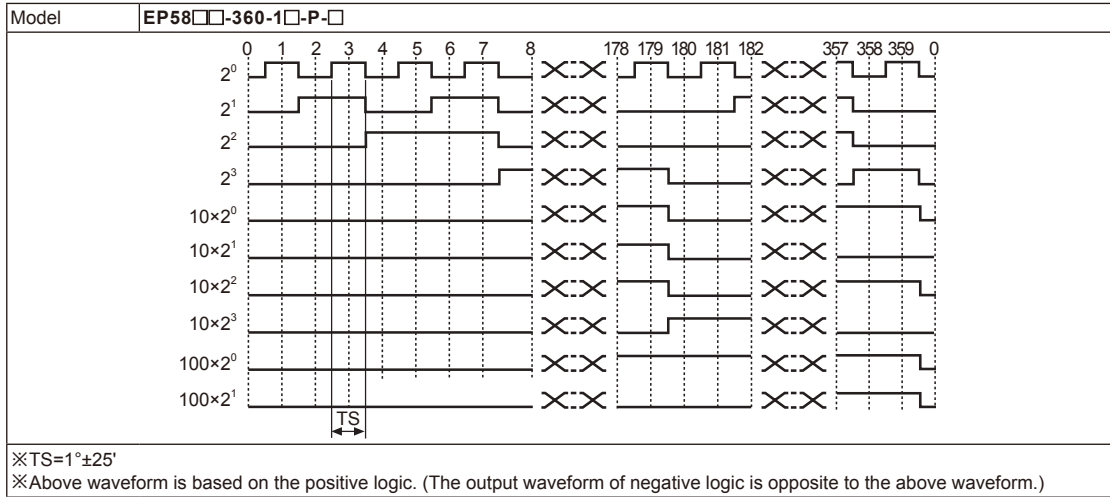 Model EP58□□-360-1□-P-□
0 1 2 3 4 5 6 7 8 178 179 180 181 182 357 358 359 0
2⁰
2¹
2²
2³
10×2⁰
10×2¹
10×2²
10×2³
100×2⁰
100×2¹
TS
※TS=1°±25'
※Above waveform is based on the positive logic. (The output waveform of negative logic is opposite to the above waveform.)